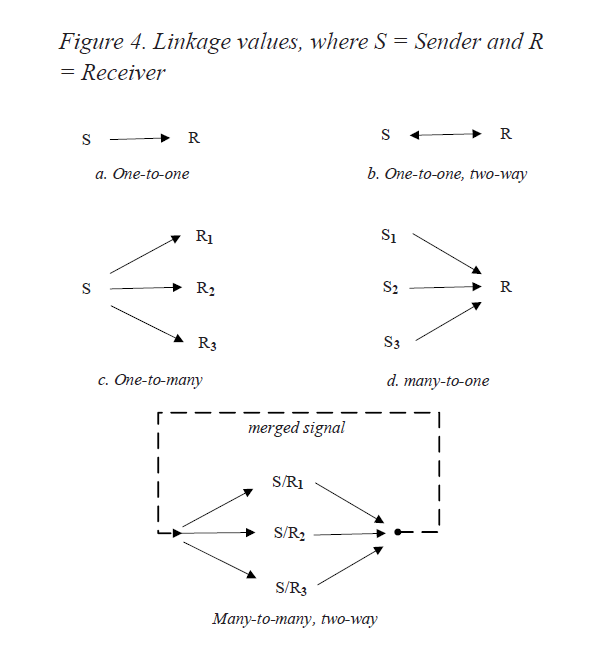 Figure 4. Linkage values, where S = Sender and R
= Receiver
S R
S R
a. One-to-one
b. One-to-one, two-way
R1
S
R2
R3
c. One-to-many
S1
S2
R
S3
d. many-to-one
merged signal
S/R1
S/R2
S/R3
Many-to-many, two-way